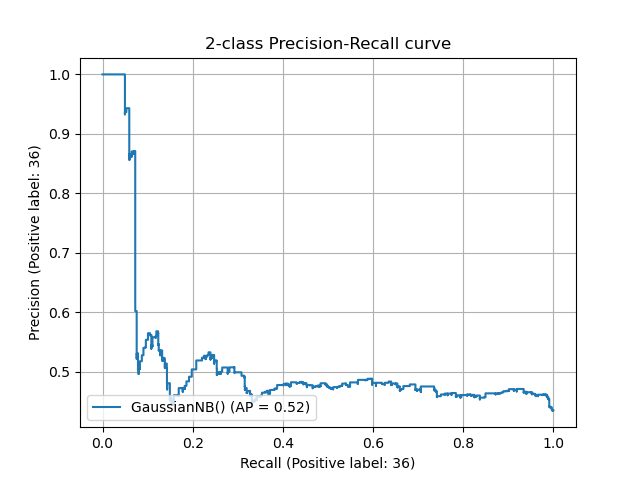 2-class Precision-Recall curve
Precision (Positive label: 36)
1.0
0.9
0.8
0.7
0.6
0.5
GaussianNB() (AP = 0.52)
0.0 0.2 0.4 0.6 0.8 1.0
Recall (Positive label: 36)